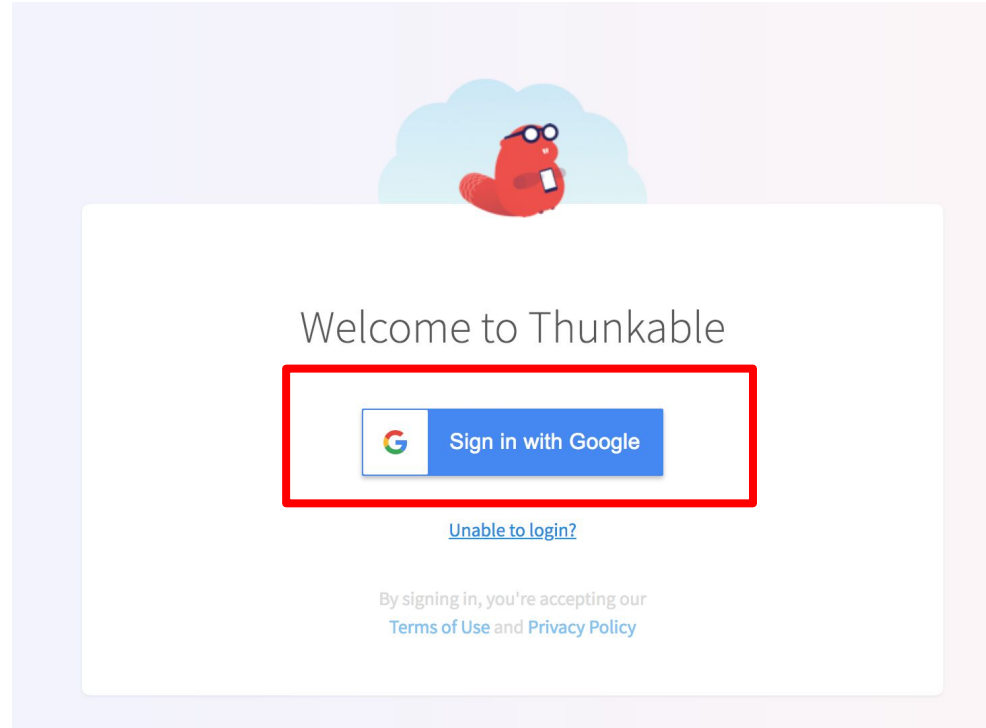 Welcome to Thunkable
Sign in with Google
Unable to login?
By signing in, you're accepting our
Terms of Use and Privacy Policy